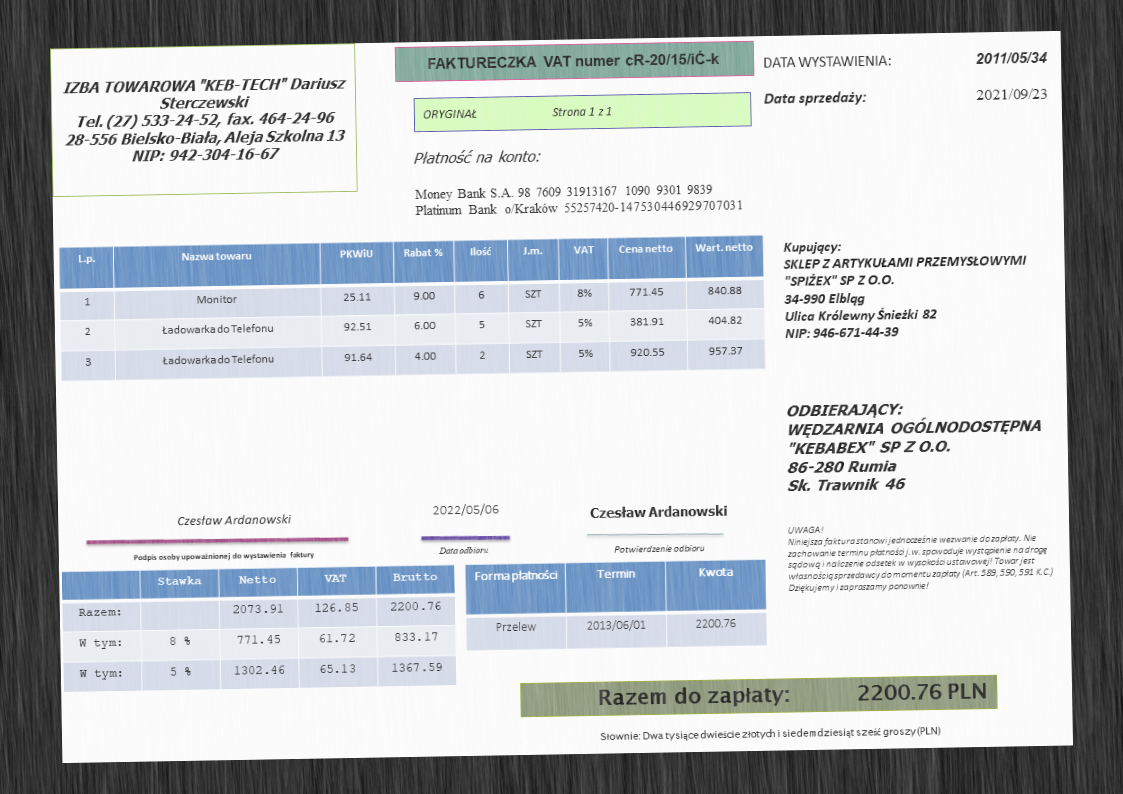 IZBA TOWAROWA "KEB-TECH" Dariusz
Sterczewski
Tel. (27) 533-24-52, fax. 464-24-96
28-556 Bielsko-Biała, Aleja Szkolna 13
NIP: 942-304-16-67
FAKTURECZKA VAT numer cR-20/15/iĆ-k
ORYGINAŁ Strona 1 z 1
Płatność na konto:
Money Bank S.A. 98 7609 31913167 1090 9301 9839
Platinum Bank o/Kraków 55257420-147530446929707031
DATA WYSTAWIENIA: 2011/05/34
Data sprzedaży: 2021/09/23
L.p. Nazwa towaru PKWiU Rabat % Ilość J.m. VAT Cena netto Wart. netto
1 Monitor 25.11 9.00 6 SZT 8% 771.45 840.88
2 Ładowarka do Telefonu 92.51 6.00 5 SZT 5% 381.91 404.82
3 Ładowarka do Telefonu 91.64 4.00 2 SZT 5% 920.55 957.37
Kupujący:
SKLEP Z ARTYKUŁAMI PRZEMYSŁOWYMI
"SPIŻEX" SP Z O.O.
34-990 Elbląg
Ulica Królewny Śnieżki 82
NIP: 946-671-44-39
ODBIERAJĄCY:
WĘDZARNIA OGÓLNODOSTĘPNA
"KEBABEX" SP Z O.O.
86-280 Rumia
Sk. Trawnik 46
Czesław Ardanowski
Podpis osoby upoważnionej do wystawienia faktury
2022/05/06
Data odbioru
Czesław Ardanowski
Potwierdzenie odbioru
UWAGA!
Niniejsza faktura stanowi jednocześnie wezwanie do zapłaty. Nie
zachowanie terminu płatności j.w. spowoduje wystąpienie na drogę
sądową i naliczenie odsetek w wysokości ustawowej! Towar jest
własnością sprzedawcy do momentu zapłaty (Art. 589, 590, 591 K.C.)
Dziękujemy i zapraszamy ponownie!
Stawka Netto VAT Brutto
Razem: 2073.91 126.85 2200.76
W tym: 8 % 771.45 61.72 833.17
W tym: 5 % 1302.46 65.13 1367.59
Forma płatności Termin Kwota
Przelew 2013/06/01 2200.76
Razem do zapłaty: 2200.76 PLN
Słownie: Dwa tysiące dwieście złotych i siedemdziesiąt sześć groszy (PLN)